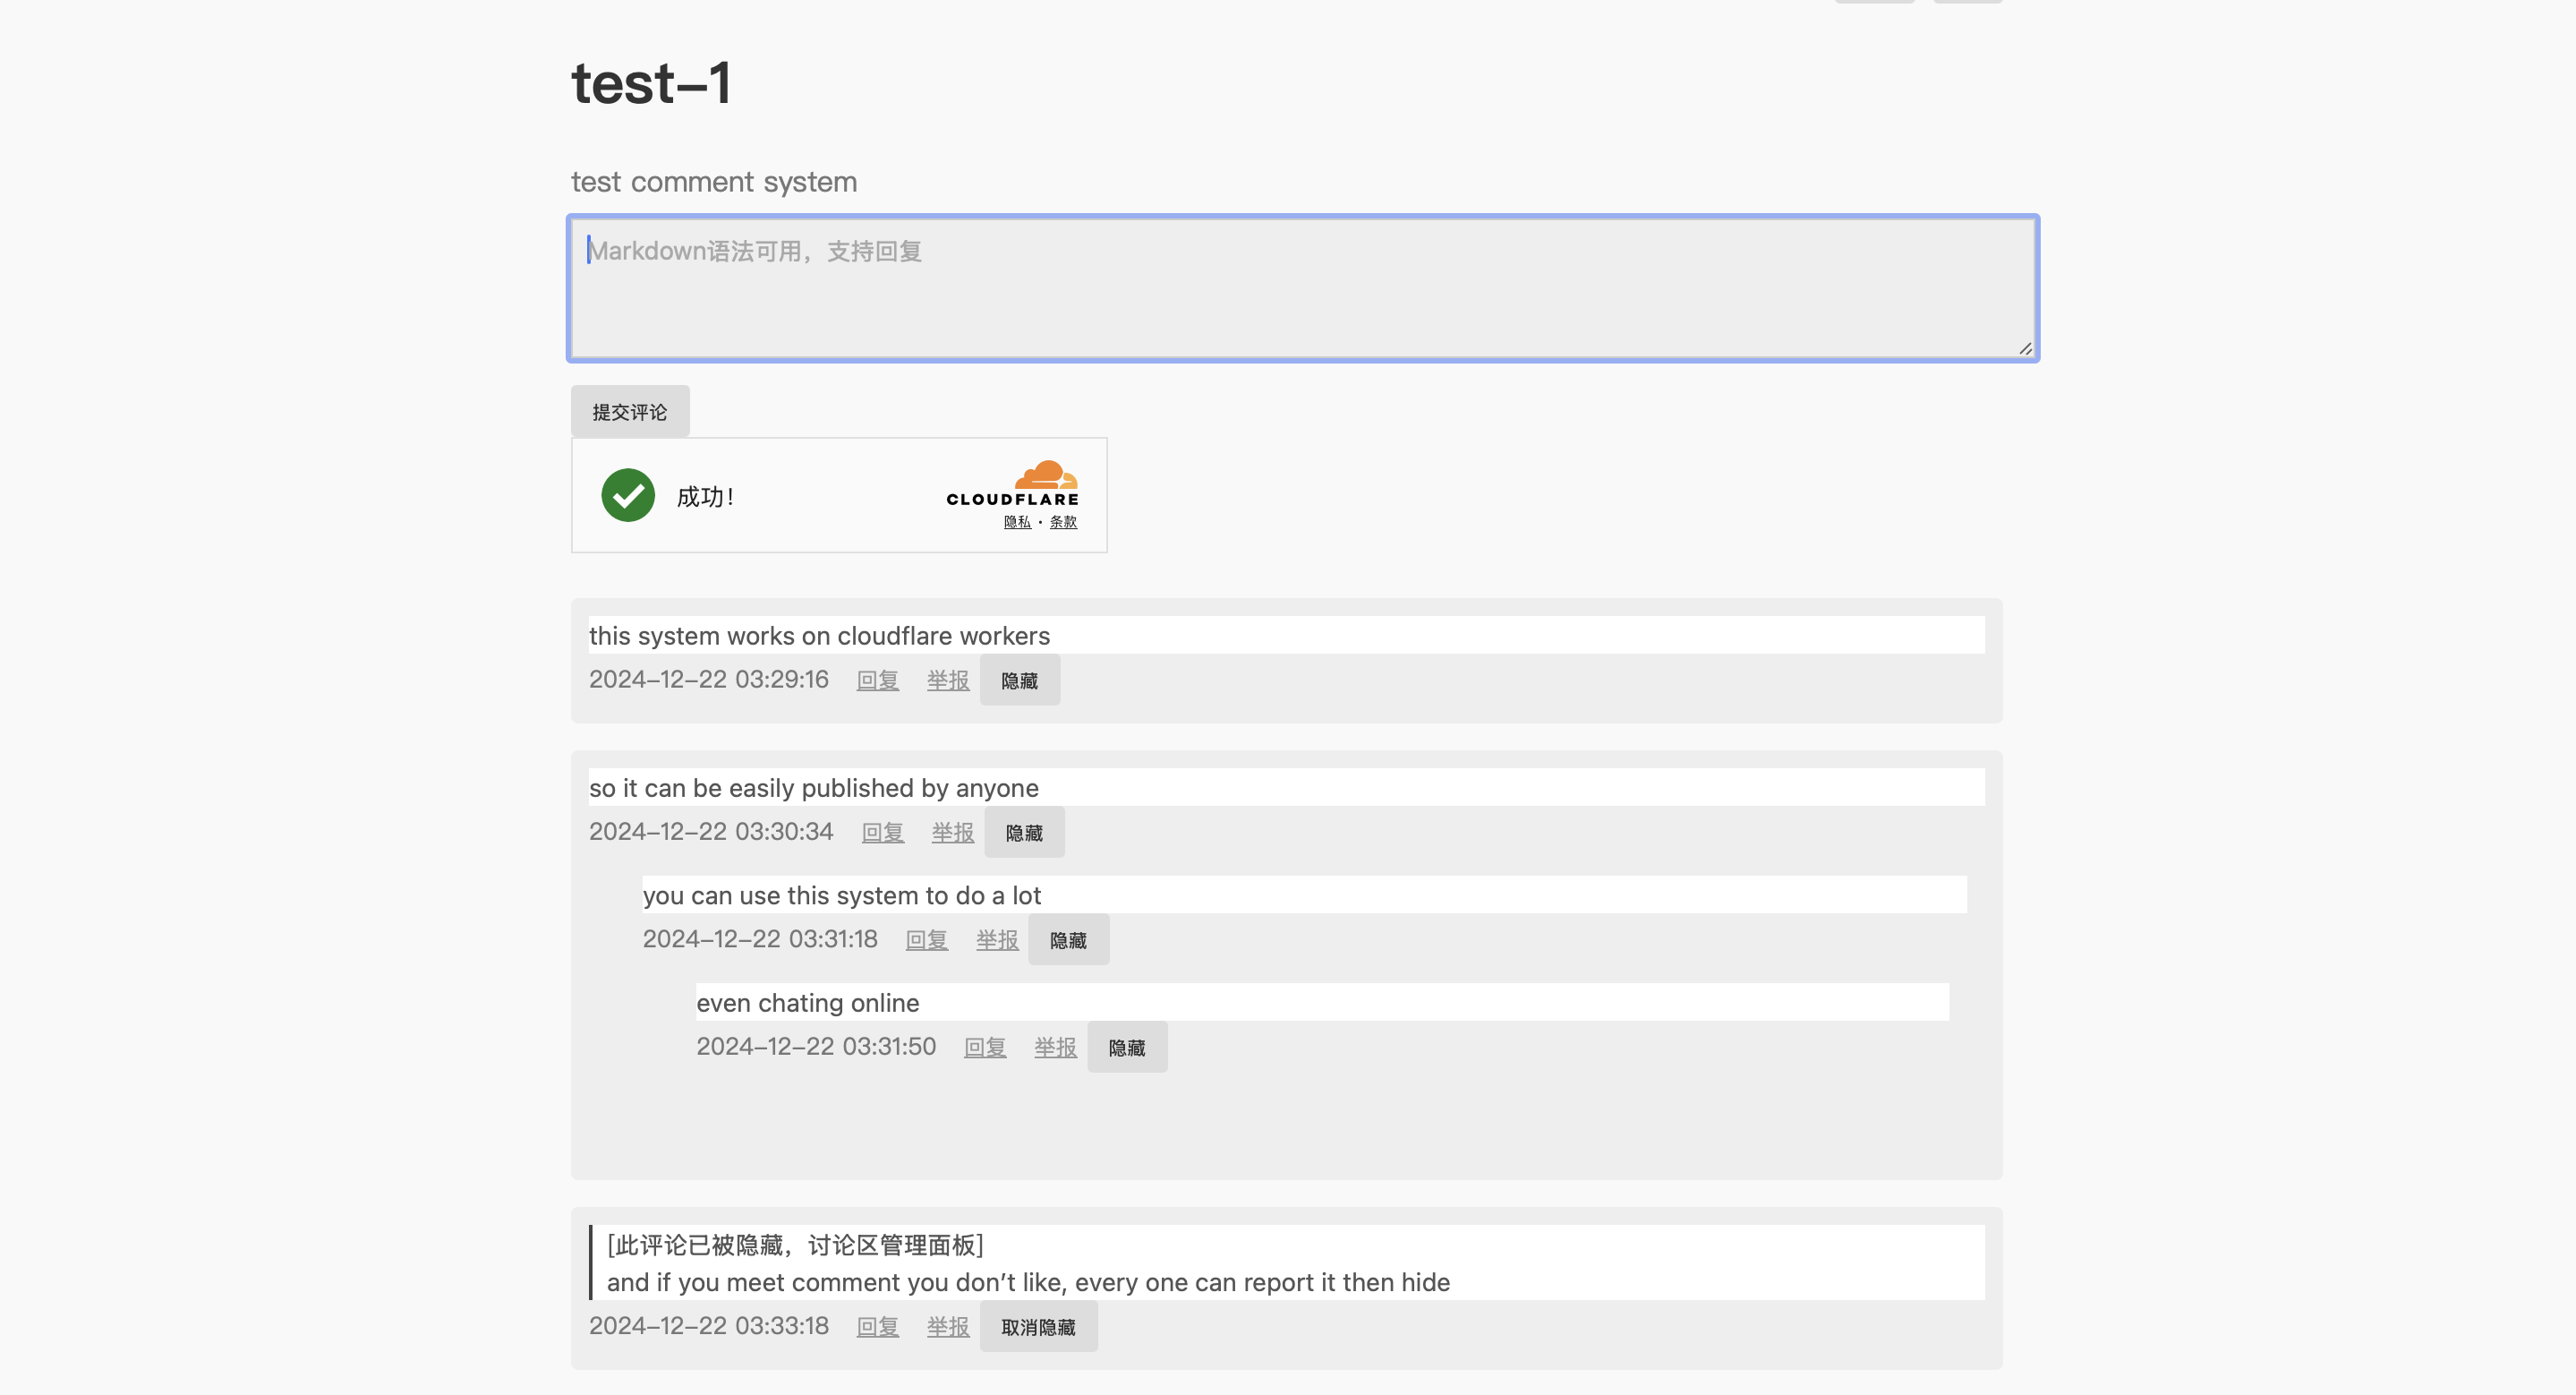 test-1
test comment system
Markdown语法可用，支持回复
提交评论
成功！
CLOUDFLARE
隐私 • 条款
this system works on cloudflare workers
2024-12-22 03:29:16 回复 举报 隐藏
so it can be easily published by anyone
2024-12-22 03:30:34 回复 举报 隐藏
you can use this system to do a lot
2024-12-22 03:31:18 回复 举报 隐藏
even chating online
2024-12-22 03:31:50 回复 举报 隐藏
[此评论已被隐藏，讨论区管理面板]
and if you meet comment you don't like, every one can report it then hide
2024-12-22 03:33:18 回复 举报 取消隐藏